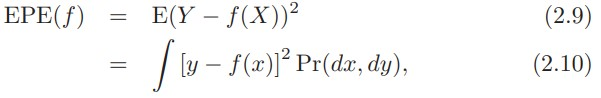 EPE(f) = E(Y − f(X))² (2.9)
= ∫ [y − f(x)]² Pr(dx, dy), (2.10)